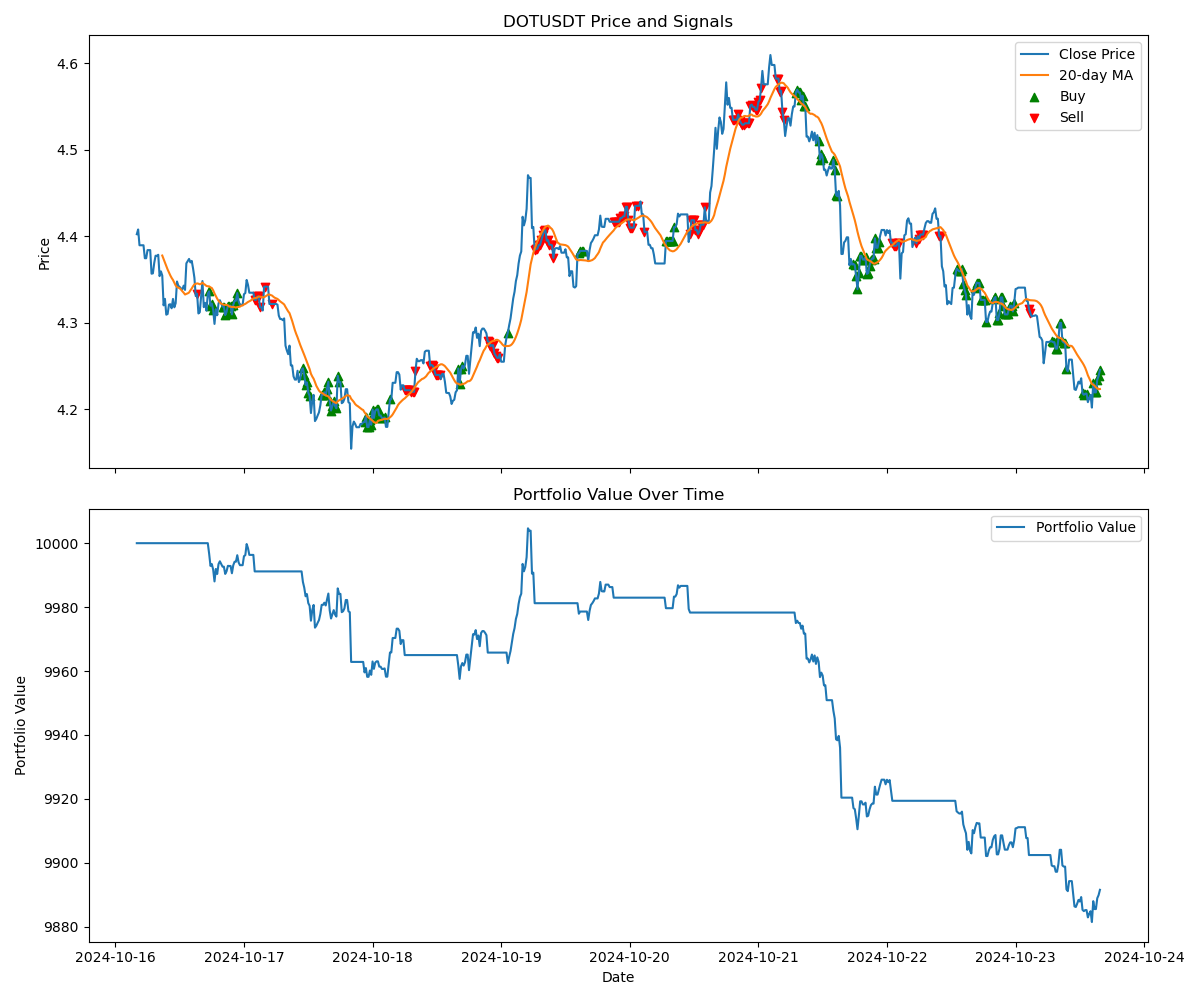 DOTUSDT Price and Signals
Price
4.6
4.5
4.4
4.3
4.2
Close Price
20-day MA
Buy
Sell
Portfolio Value Over Time
Portfolio Value
10000
9980
9960
9940
9920
9900
9880
Portfolio Value
2024-10-16
2024-10-17
2024-10-18
2024-10-19
2024-10-20
2024-10-21
2024-10-22
2024-10-23
2024-10-24
Date